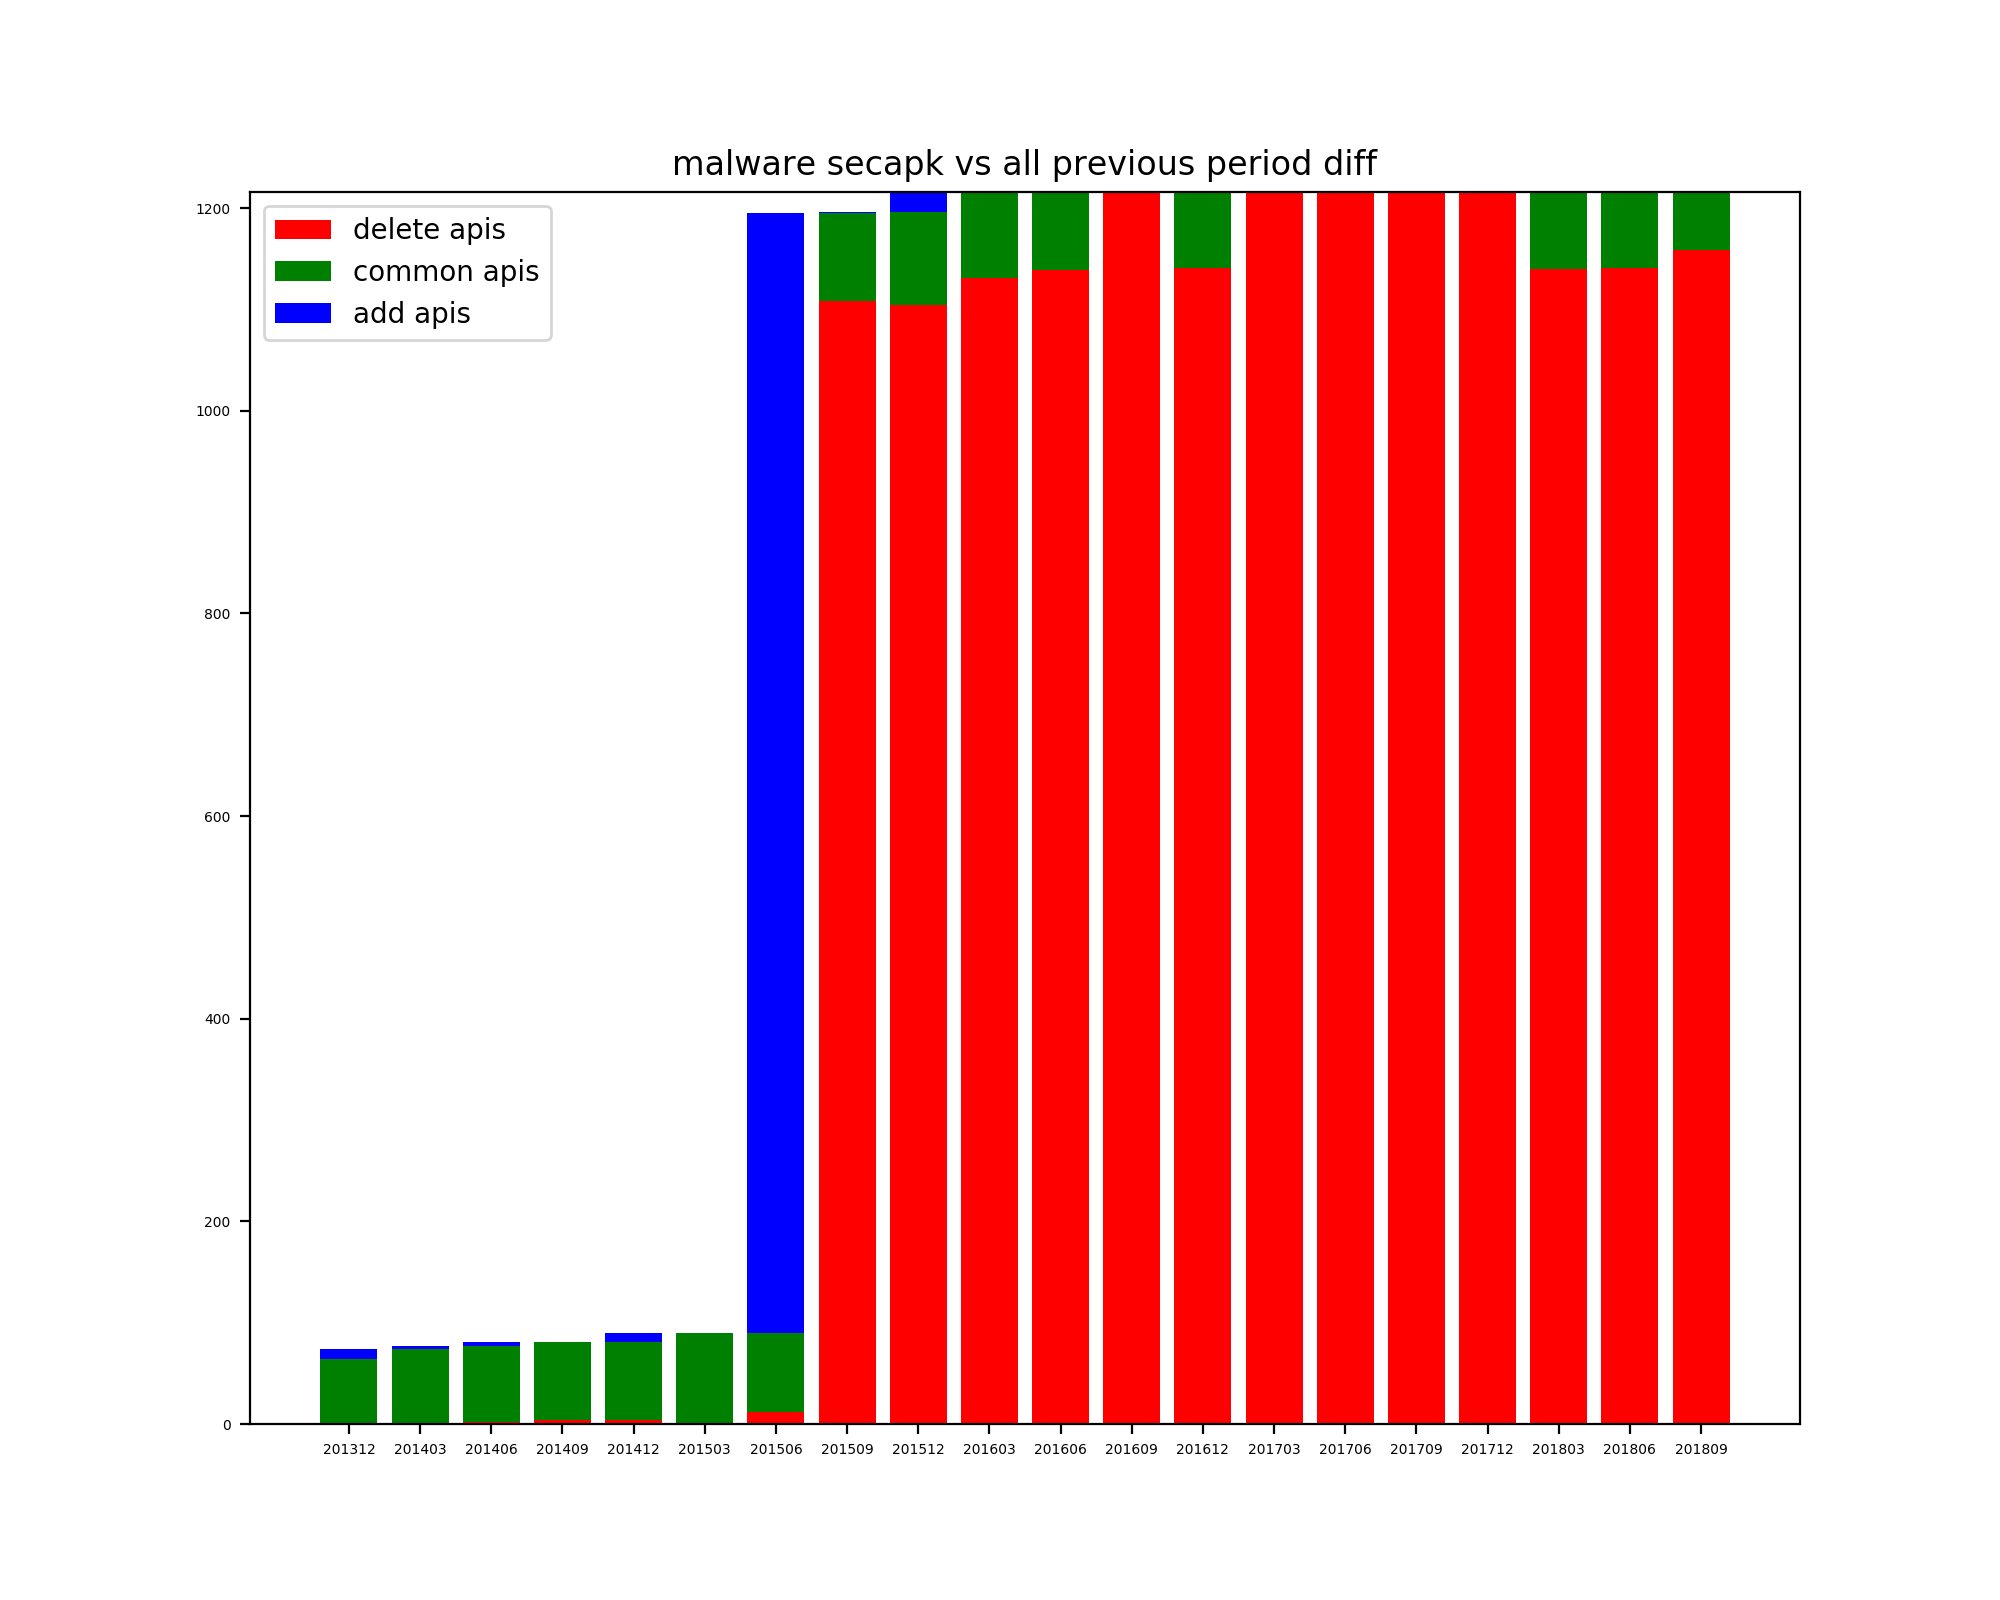 malware secapk vs all previous period diff
1200
1000
800
600
400
200
0
delete apis
common apis
add apis
201312 201403 201406 201409 201412 201503 201506 201509 201512 201603 201606 201609 201612 201703 201706 201709 201712 201803 201806 201809